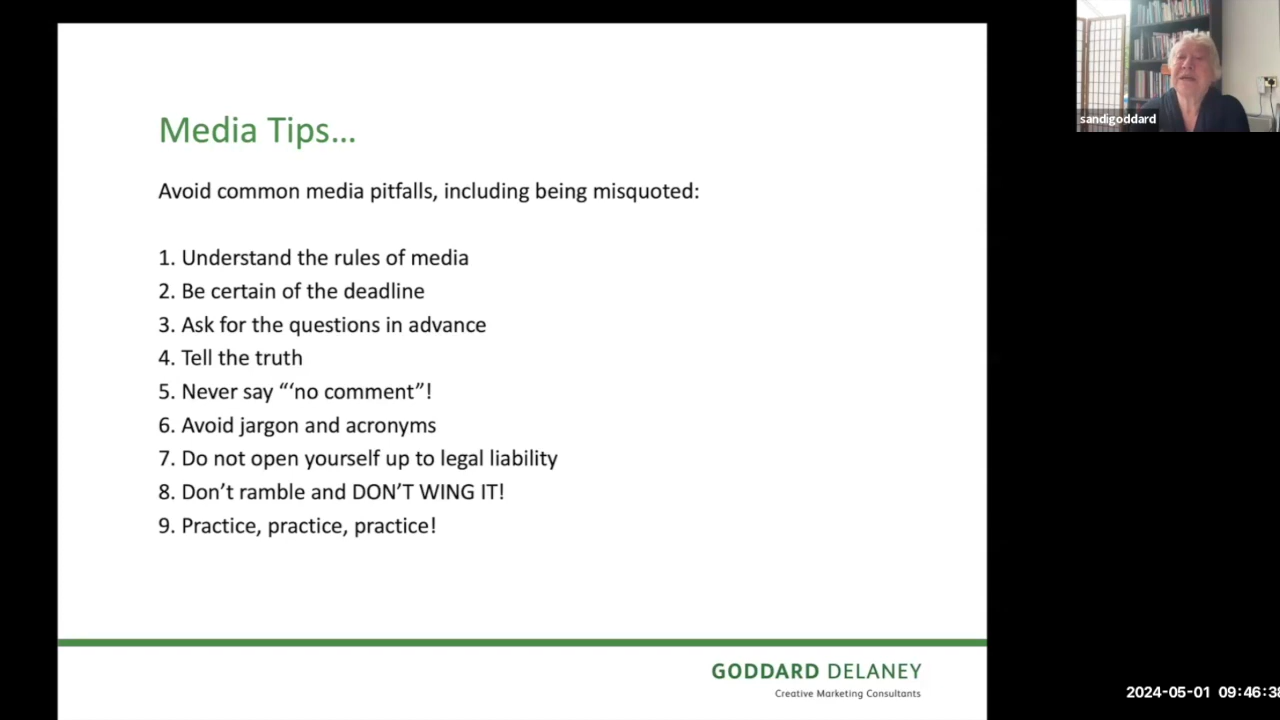 Media Tips...
Avoid common media pitfalls, including being misquoted:
1. Understand the rules of media
2. Be certain of the deadline
3. Ask for the questions in advance
4. Tell the truth
5. Never say “‘no comment”!
6. Avoid jargon and acronyms
7. Do not open yourself up to legal liability
8. Don’t ramble and DON’T WING IT!
9. Practice, practice, practice!
GODDARD DELANEY
Creative Marketing Consultants
sandigoddard
2024-05-01 09:46:38